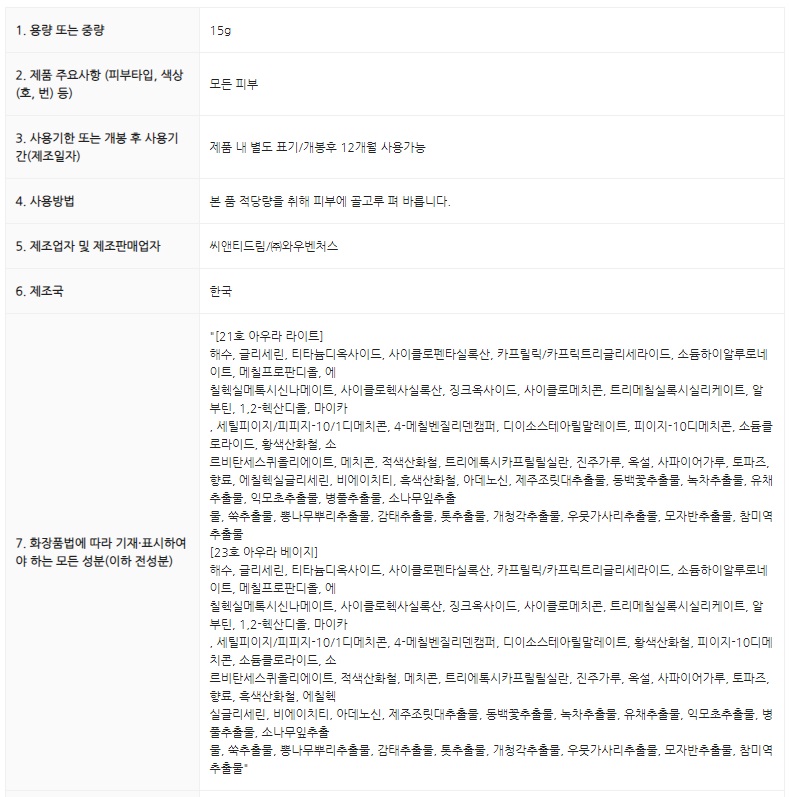 1. 용량 또는 중량
15g
2. 제품 주요사항 (피부타입, 색상
(호, 번) 등)
모든 피부
3. 사용기한 또는 개봉 후 사용기
간(제조일자)
제품 내 별도 표기/개봉후 12개월 사용가능
4. 사용방법
본 품 적당량을 취해 피부에 골고루 펴 바릅니다.
5. 제조업자 및 제조판매업자
씨앤티드림/㈜와우벤처스
6. 제조국
한국
7. 화장품법에 따라 기재·표시하여
야 하는 모든 성분(이하 전성분)
"[21호 아우라 라이트]
해수, 글리세린, 티타늄디옥사이드, 사이클로펜타실록산, 카프릴릭/카프릭트리글리세라이드, 소듐하이알루로네
이트, 메칠프로판디올, 에
칠헥실메톡시신나메이트, 사이클로헥사실록산, 징크옥사이드, 사이클로메치콘, 트리메칠실록시실리케이트, 알
부틴, 1,2-헥산디올, 마이카
, 세틸피이지/피피지-10/1디메치콘, 4-메칠벤질리덴캠퍼, 디이소스테아릴말레이트, 피이지-10디메치콘, 소듐클
로라이드, 황색산화철, 소
르비탄세스퀴올리에이트, 메치콘, 적색산화철, 트리에톡시카프릴릴실란, 진주가루, 옥설, 사파이어가루, 토파즈,
향료, 에칠헥실글리세린, 비에이치티, 흑색산화철, 아데노신, 제주조릿대추출물, 동백꽃추출물, 녹차추출물, 유채
추출물, 익모초추출물, 병풀추출물, 소나무잎추출
물, 쑥추출물, 뽕나무뿌리추출물, 감태추출물, 톳추출물, 개청각추출물, 우뭇가사리추출물, 모자반추출물, 참미역
추출물
[23호 아우라 베이지]
해수, 글리세린, 티타늄디옥사이드, 사이클로펜타실록산, 카프릴릭/카프릭트리글리세라이드, 소듐하이알루로네
이트, 메칠프로판디올, 에
칠헥실메톡시신나메이트, 사이클로헥사실록산, 징크옥사이드, 사이클로메치콘, 트리메칠실록시실리케이트, 알
부틴, 1,2-헥산디올, 마이카
, 세틸피이지/피피지-10/1디메치콘, 4-메칠벤질리덴캠퍼, 디이소스테아릴말레이트, 황색산화철, 피이지-10디메
치콘, 소듐클로라이드, 소
르비탄세스퀴올리에이트, 적색산화철, 메치콘, 트리에톡시카프릴릴실란, 진주가루, 옥설, 사파이어가루, 토파즈,
향료, 흑색산화철, 에칠헥
실글리세린, 비에이치티, 아데노신, 제주조릿대추출물, 동백꽃추출물, 녹차추출물, 유채추출물, 익모초추출물, 병
풀추출물, 소나무잎추출
물, 쑥추출물, 뽕나무뿌리추출물, 감태추출물, 톳추출물, 개청각추출물, 우뭇가사리추출물, 모자반추출물, 참미역
추출물"